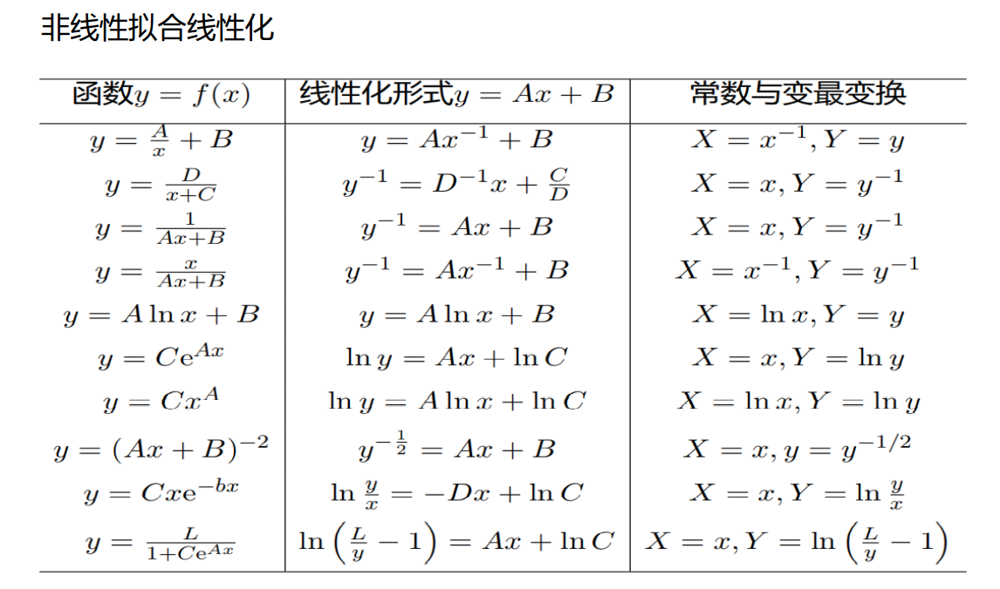 非线性拟合线性化
函数y = f(x) 线性化形式y = Ax + B 常数与变最变换
y = \frac{A}{x} + B y = Ax^{-1} + B X = x^{-1}, Y = y
y = \frac{D}{x+C} y^{-1} = D^{-1}x + \frac{C}{D} X = x, Y = y^{-1}
y = \frac{1}{Ax+B} y^{-1} = Ax + B X = x, Y = y^{-1}
y = \frac{x}{Ax+B} y^{-1} = Ax^{-1} + B X = x^{-1}, Y = y^{-1}
y = A ln x + B y = A ln x + B X = ln x, Y = y
y = Ce^{Ax} ln y = Ax + ln C X = x, Y = ln y
y = Cx^{A} ln y = A ln x + ln C X = ln x, Y = ln y
y = (Ax + B)^{-2} y^{-\frac{1}{2}} = Ax + B X = x, y = y^{-1/2}
y = Cxe^{-bx} ln \frac{y}{x} = -Dx + ln C X = x, Y = ln \frac{y}{x}
y = \frac{L}{1+Ce^{Ax}} ln (\frac{L}{y} - 1) = Ax + ln C X = x, Y = ln (\frac{L}{y} - 1)